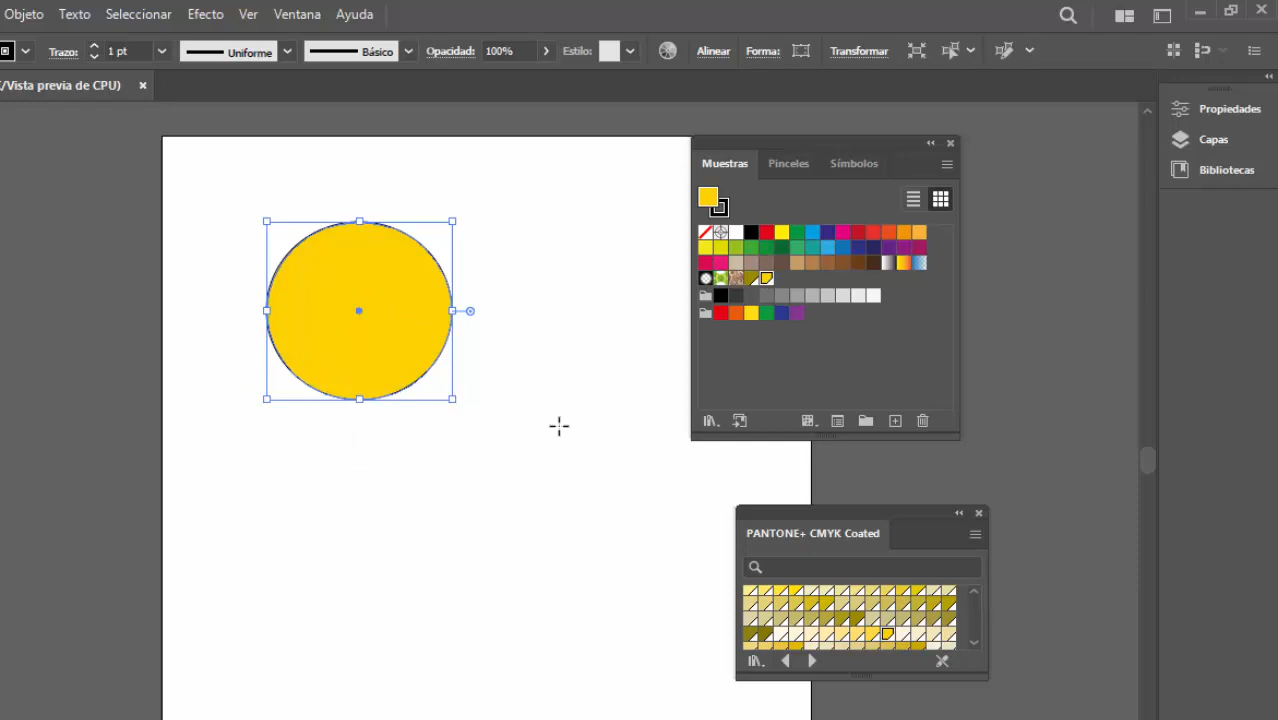 Objeto Texto Seleccionar Efecto Ver Ventana Ayuda
Trazo: 1 pt Uniforme Básico Opacidad: 100% Estilo: Alinear Forma: Transformar
(/Vista previa de CPU) ×
Propiedades
Capas
Bibliotecas
Muestras Pinceles Símbolos
PANTONE+ CMYK Coated